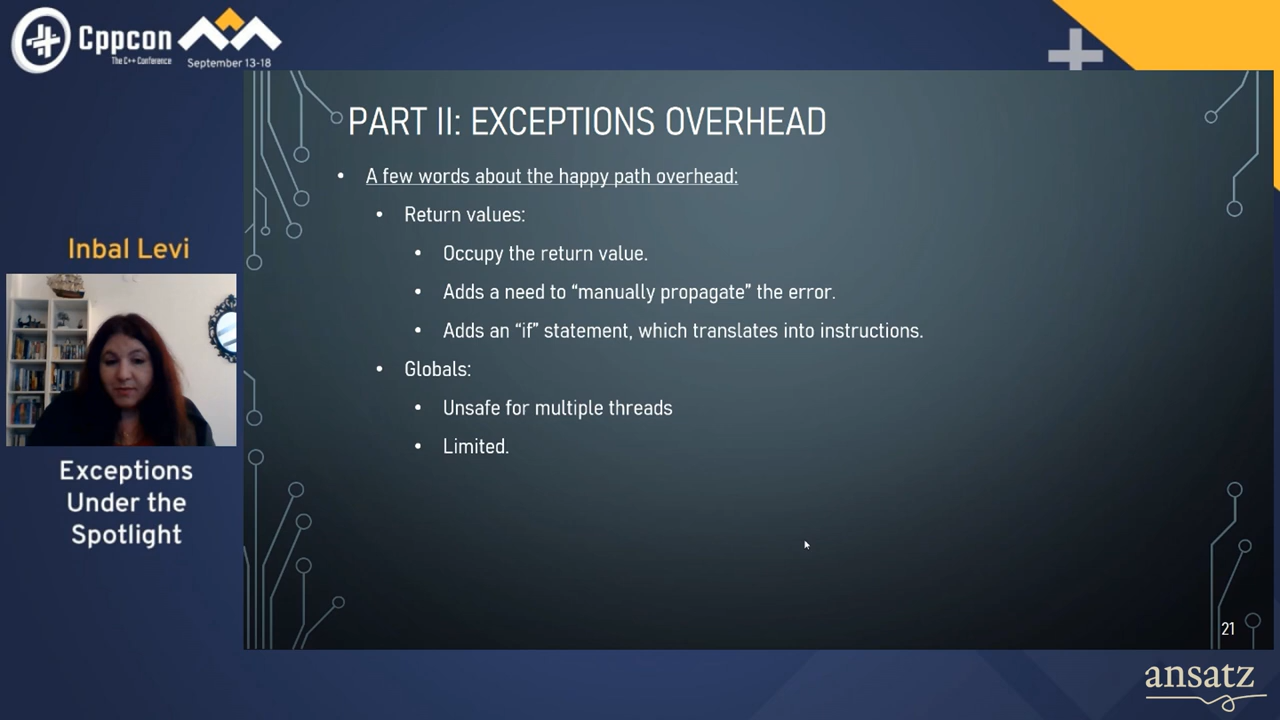 Cppcon
The C++ Conference
September 13-18
PART II: EXCEPTIONS OVERHEAD
• A few words about the happy path overhead:
• Return values:
• Occupy the return value.
• Adds a need to “manually propagate” the error.
• Adds an “if” statement, which translates into instructions.
• Globals:
• Unsafe for multiple threads
• Limited.
Inbal Levi
Exceptions
Under the
Spotlight
21
ansatz